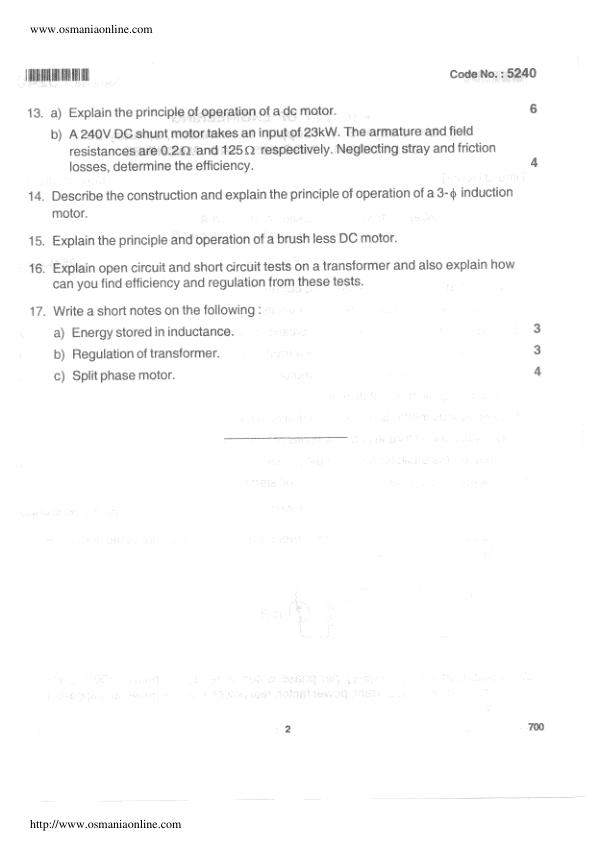 www.osmaniaonline.com
Code No. : 5240
13. a) Explain the principle of operation of a dc motor. 6
b) A 240V DC shunt motor takes an input of 23kW. The armature and field
resistances are 0.2Ω and 125Ω respectively. Neglecting stray and friction
losses, determine the efficiency. 4
14. Describe the construction and explain the principle of operation of a 3-ϕ induction
motor.
15. Explain the principle and operation of a brush less DC motor.
16. Explain open circuit and short circuit tests on a transformer and also explain how
can you find efficiency and regulation from these tests.
17. Write a short notes on the following :
a) Energy stored in inductance. 3
b) Regulation of transformer. 3
c) Split phase motor. 4
2
700
http://www.osmaniaonline.com